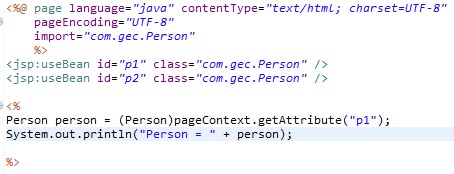 <%@ page language="java" contentType="text/html; charset=UTF-8"
pageEncoding="UTF-8"
import="com.gec.Person"
%>
<jsp:useBean id="p1" class="com.gec.Person" />
<jsp:useBean id="p2" class="com.gec.Person" />
<%
Person person = (Person)pageContext.getAttribute("p1");
System.out.println("Person = " + person);
%>